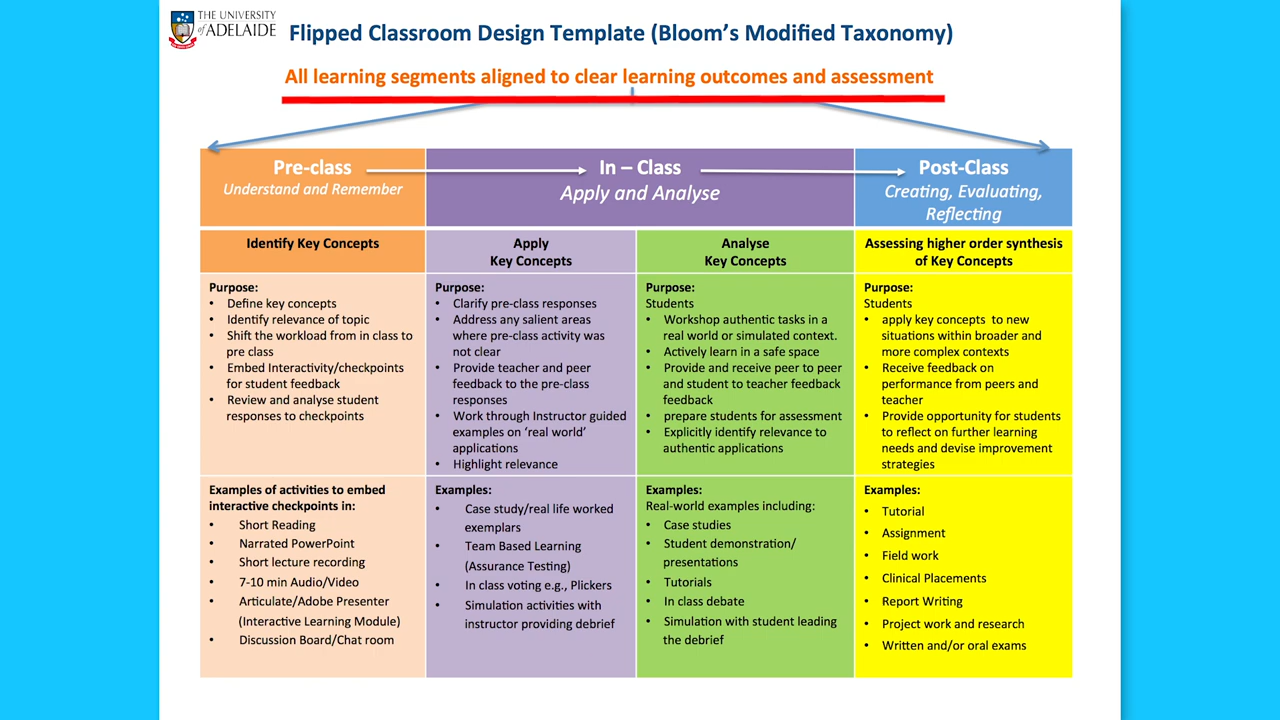 THE UNIVERSITY
of ADELAIDE
Flipped Classroom Design Template (Bloom's Modified Taxonomy)
All learning segments aligned to clear learning outcomes and assessment
Pre-class
Understand and Remember
In – Class
Apply and Analyse
Post-Class
Creating, Evaluating,
Reflecting
Identify Key Concepts
Apply
Key Concepts
Analyse
Key Concepts
Assessing higher order synthesis
of Key Concepts
Purpose:
• Define key concepts
• Identify relevance of topic
• Shift the workload from in class to
pre class
• Embed Interactivity/checkpoints
for student feedback
• Review and analyse student
responses to checkpoints
Purpose:
• Clarify pre-class responses
• Address any salient areas
where pre-class activity was
not clear
• Provide teacher and peer
feedback to the pre-class
responses
• Work through Instructor guided
examples on ‘real world’
applications
• Highlight relevance
Purpose:
Students
• Workshop authentic tasks in a
real world or simulated context.
• Actively learn in a safe space
• Provide and receive peer to peer
and student to teacher feedback
feedback
• prepare students for assessment
• Explicitly identify relevance to
authentic applications
Purpose:
Students
• apply key concepts to new
situations within broader and
more complex contexts
• Receive feedback on
performance from peers and
teacher
• Provide opportunity for students
to reflect on further learning
needs and devise improvement
strategies
Examples of activities to embed
interactive checkpoints in:
• Short Reading
• Narrated PowerPoint
• Short lecture recording
• 7-10 min Audio/Video
• Articulate/Adobe Presenter
(Interactive Learning Module)
• Discussion Board/Chat room
Examples:
• Case study/real life worked
exemplars
• Team Based Learning
(Assurance Testing)
• In class voting e.g., Plickers
• Simulation activities with
instructor providing debrief
Examples:
Real-world examples including:
• Case studies
• Student demonstration/
presentations
• Tutorials
• In class debate
• Simulation with student leading
the debrief
Examples:
• Tutorial
• Assignment
• Field work
• Clinical Placements
• Report Writing
• Project work and research
• Written and/or oral exams